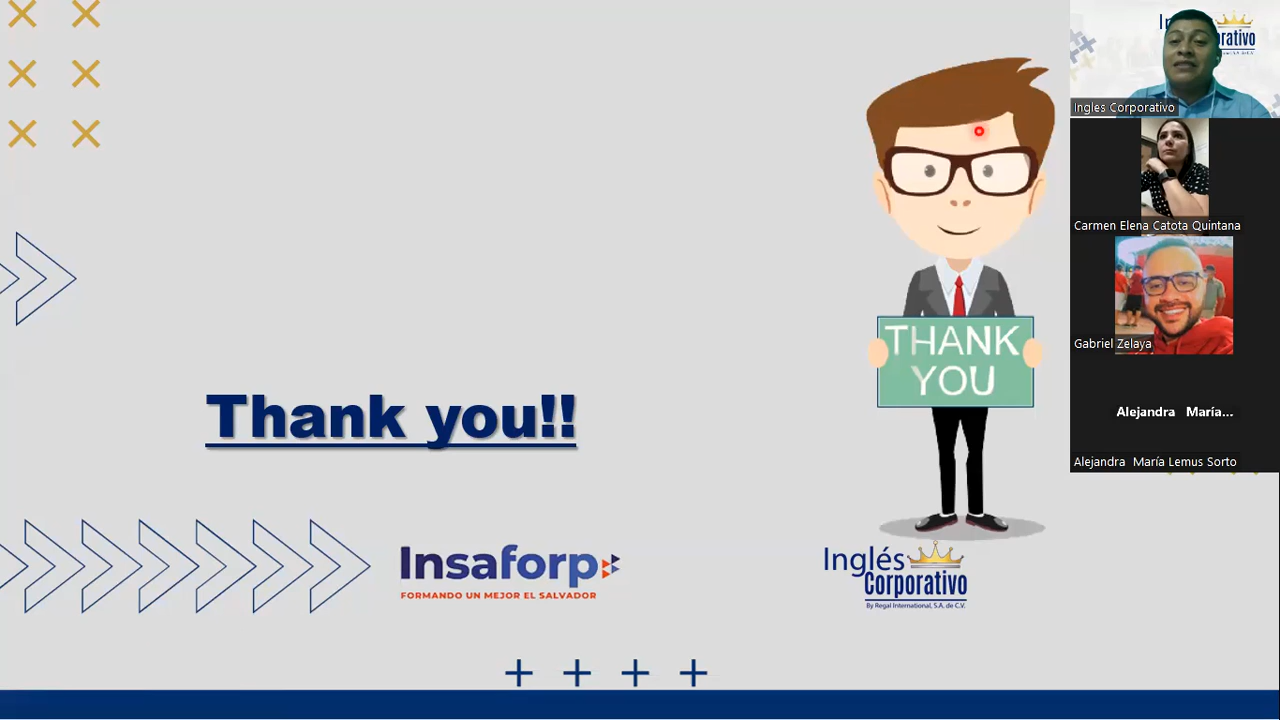 Thank you!!
THANK
YOU
Insaforp
FORMANDO UN MEJOR EL SALVADOR
Inglés
Corporativo
By Regal International, S.A. de C.V.
Ingles Corporativo
Carmen Elena Catota Quintana
Gabriel Zelaya
Alejandra María...
Alejandra María Lemus Sorto